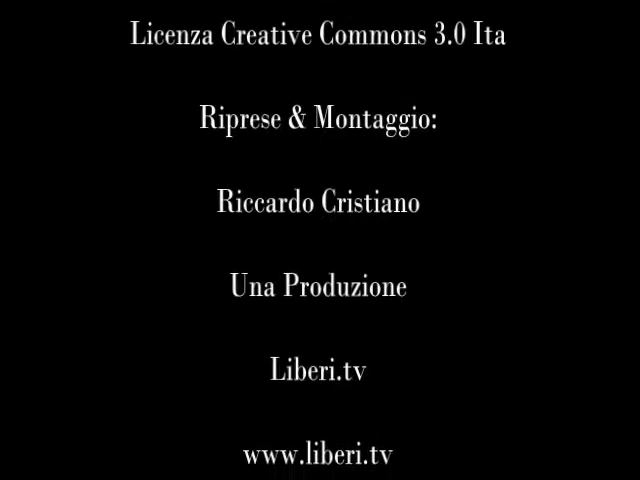 Licenza Creative Commons 3.0 Ita
Riprese & Montaggio:
Riccardo Cristiano
Una Produzione
Liberi.tv
www.liberi.tv